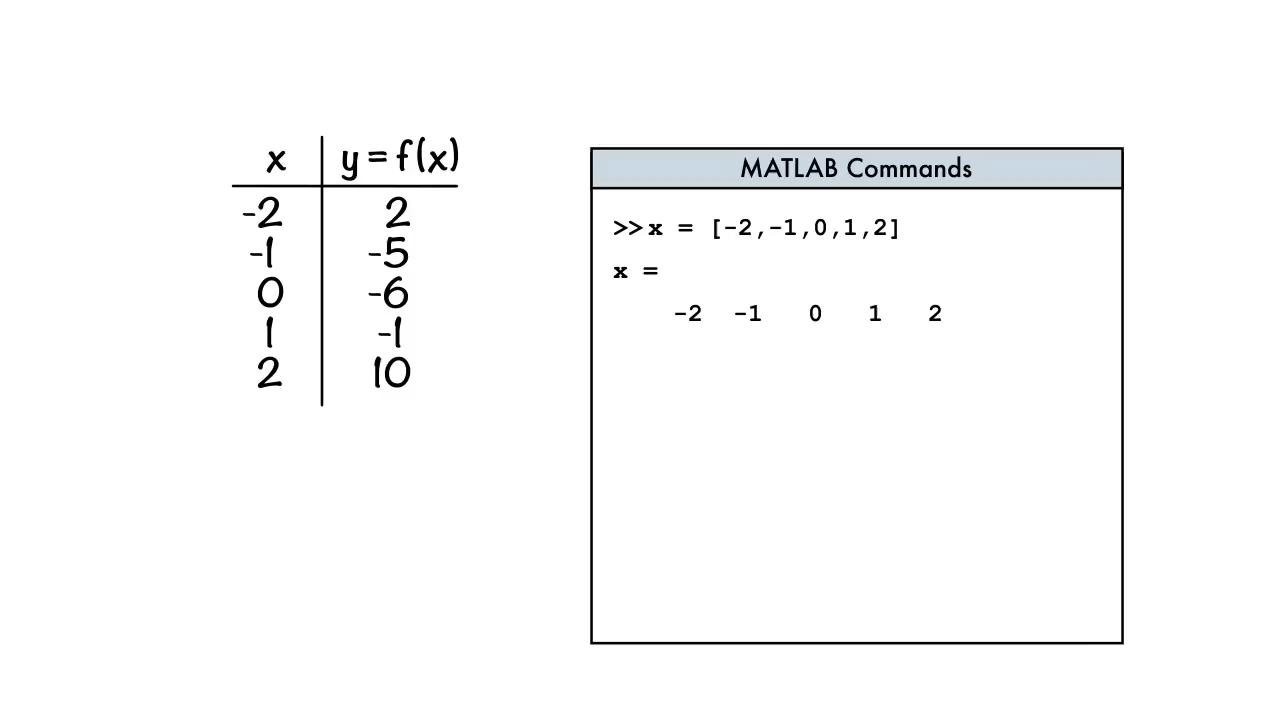 x y = f(x)
-2 2
-1 -5
0 -6
1 -1
2 10
MATLAB Commands
>>x = [-2,-1,0,1,2]
x =
-2 -1 0 1 2